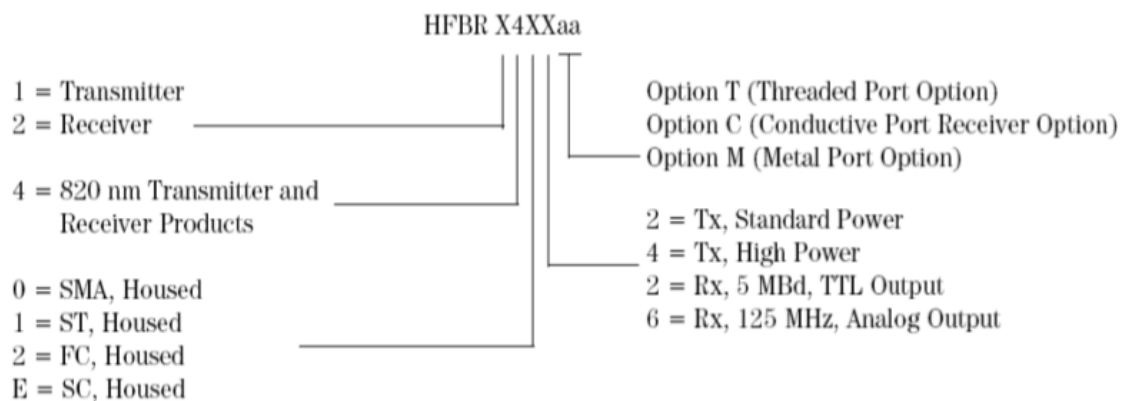 HFBR X4XXaa
1 = Transmitter
2 = Receiver
4 = 820 nm Transmitter and
Receiver Products
0 = SMA, Housed
1 = ST, Housed
2 = FC, Housed
E = SC, Housed
Option T (Threaded Port Option)
Option C (Conductive Port Receiver Option)
Option M (Metal Port Option)
2 = Tx, Standard Power
4 = Tx, High Power
2 = Rx, 5 MBd, TTL Output
6 = Rx, 125 MHz, Analog Output